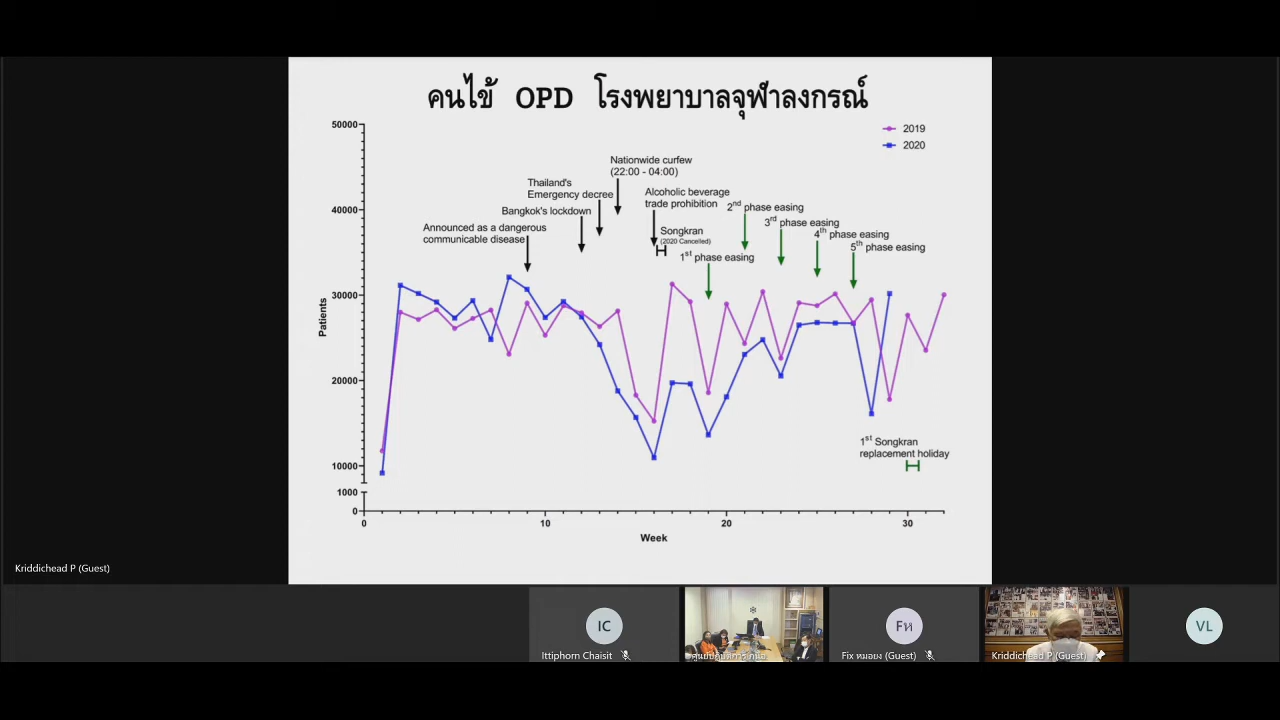 คนไข้ OPD โรงพยาบาลจุฬาลงกรณ์
50000
40000
30000
20000
10000
1000
0
Patients
2019
2020
Nationwide curfew
(22:00 - 04:00)
Thailand's
Emergency decree
Bangkok's lockdown
Announced as a dangerous
communicable disease
Alcoholic beverage
trade prohibition
Songkran
(2020 Cancelled)
1st phase easing
2nd phase easing
3rd phase easing
4th phase easing
5th phase easing
1st Songkran
replacement holiday
0 10 20 30
Week
Kriddichead P (Guest)
IC
Ittiphorn Chaisit
Fห
Fix หมอยง (Guest)
Kriddichead P (Guest)
VL